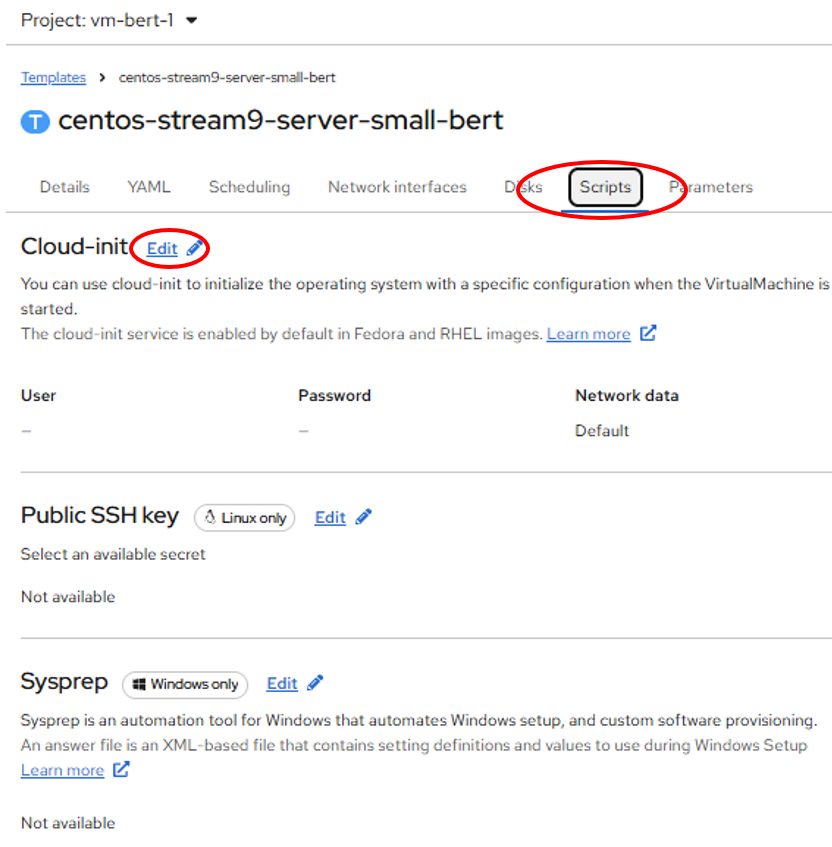 Project: vm-bert-1
Templates > centos-stream9-server-small-bert
T centos-stream9-server-small-bert
Details YAML Scheduling Network interfaces Disks Scripts Parameters
Cloud-init Edit
You can use cloud-init to initialize the operating system with a specific configuration when the VirtualMachine is
started.
The cloud-init service is enabled by default in Fedora and RHEL images. Learn more
User Password Network data
– – Default
Public SSH key Linux only Edit
Select an available secret
Not available
Sysprep Windows only Edit
Sysprep is an automation tool for Windows that automates Windows setup, and custom software provisioning.
An answer file is an XML-based file that contains setting definitions and values to use during Windows Setup
Learn more
Not available